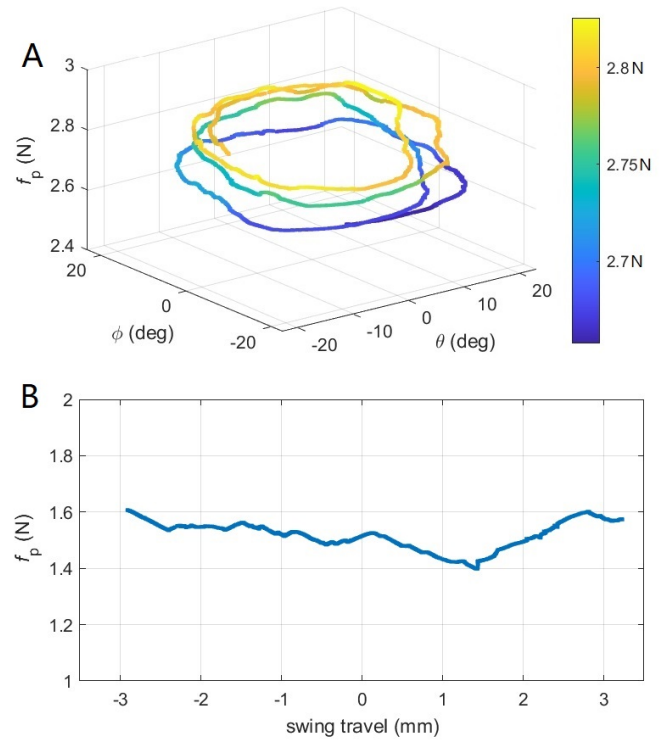 A
3
2.8
2.6
2.4
f_p (N)
20
0
-20
ϕ (deg)
-20
-10
0
10
20
θ (deg)
2.8N
2.75N
2.7N
B
2
1.8
1.6
1.4
1.2
1
f_p (N)
-3 -2 -1 0 1 2 3
swing travel (mm)